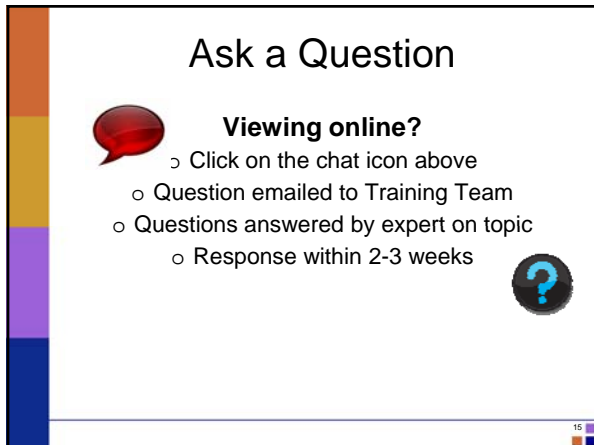 Ask a Question
Viewing online?
o Click on the chat icon above
o Question emailed to Training Team
o Questions answered by expert on topic
o Response within 2-3 weeks
?
15